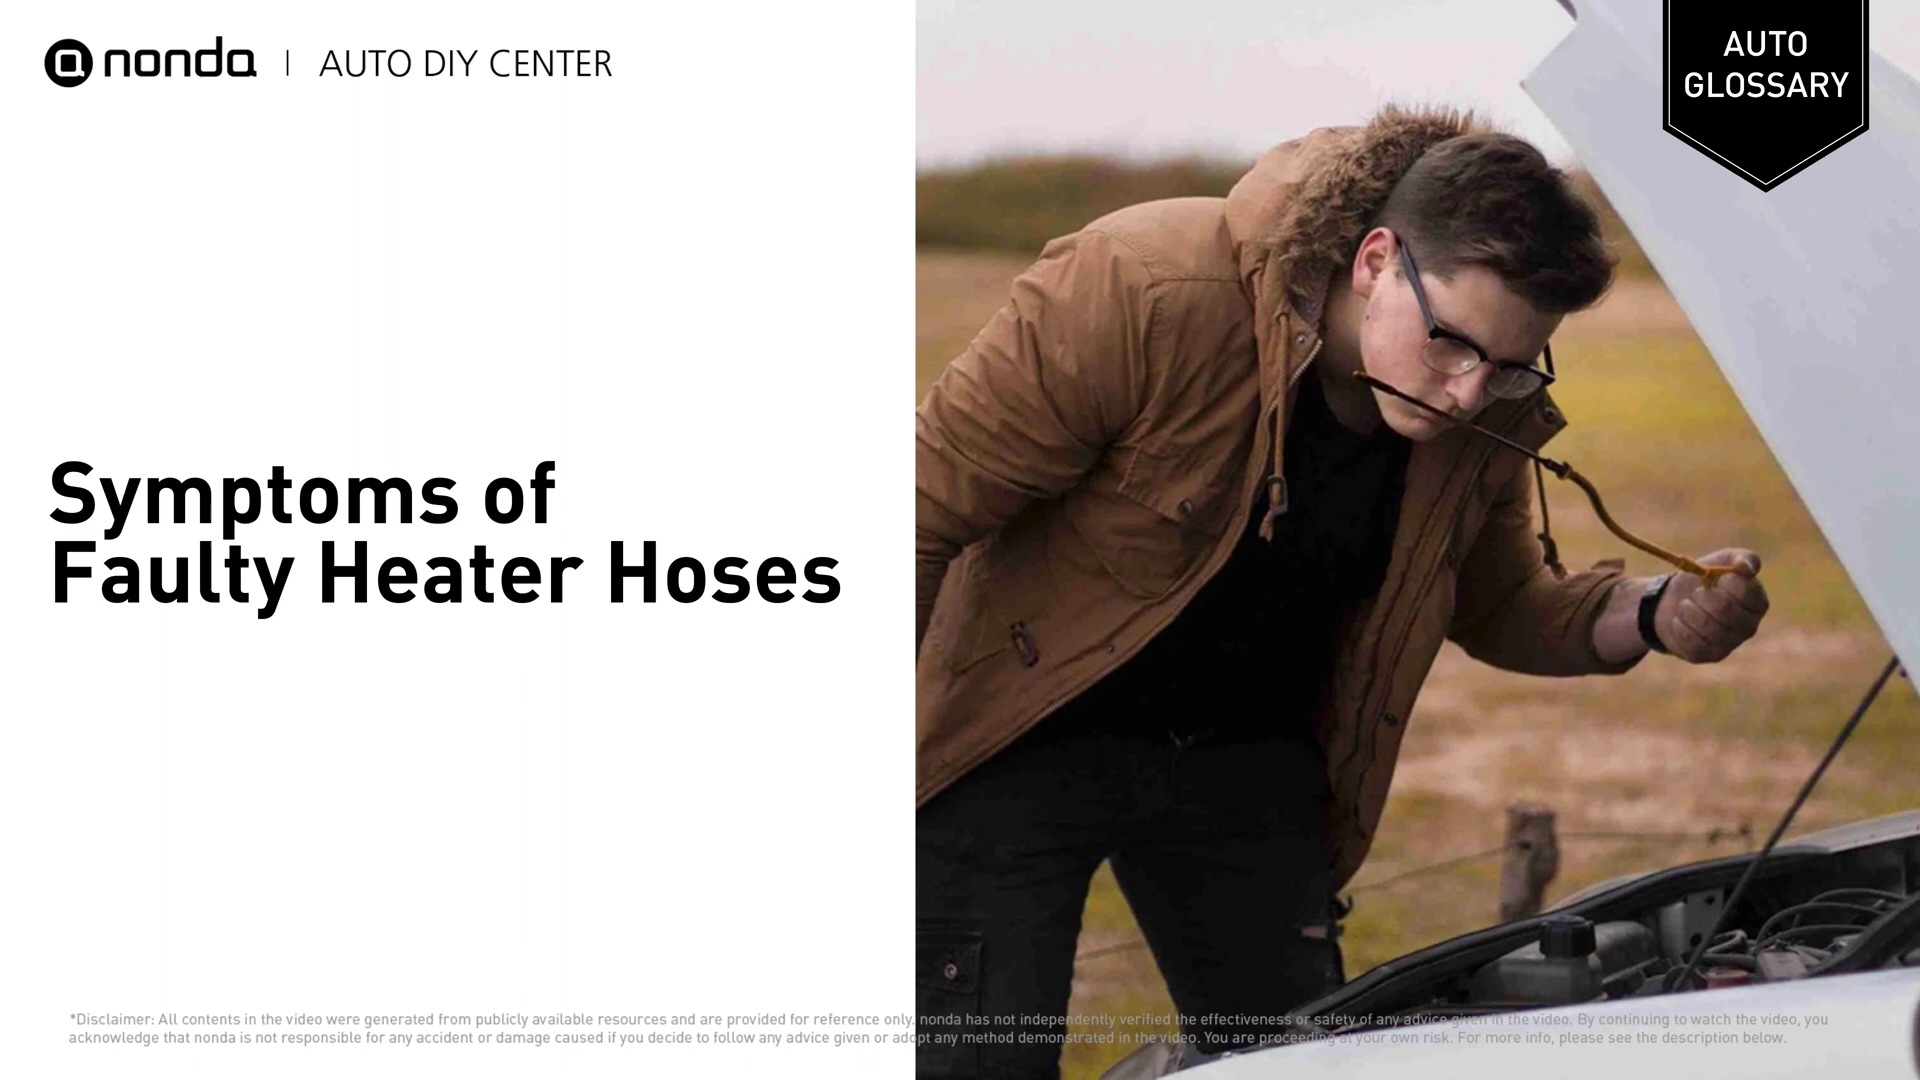 nonda | AUTO DIY CENTER
AUTO
GLOSSARY
Symptoms of
Faulty Heater Hoses
*Disclaimer: All contents in the video were generated from publicly available resources and are provided for reference only. nonda has not independently verified the effectiveness or safety of any advice given in the video. By continuing to watch the video, you
acknowledge that nonda is not responsible for any accident or damage caused if you decide to follow any advice given or adopt any method demonstrated in the video. You are proceeding at your own risk. For more info, please see the description below.